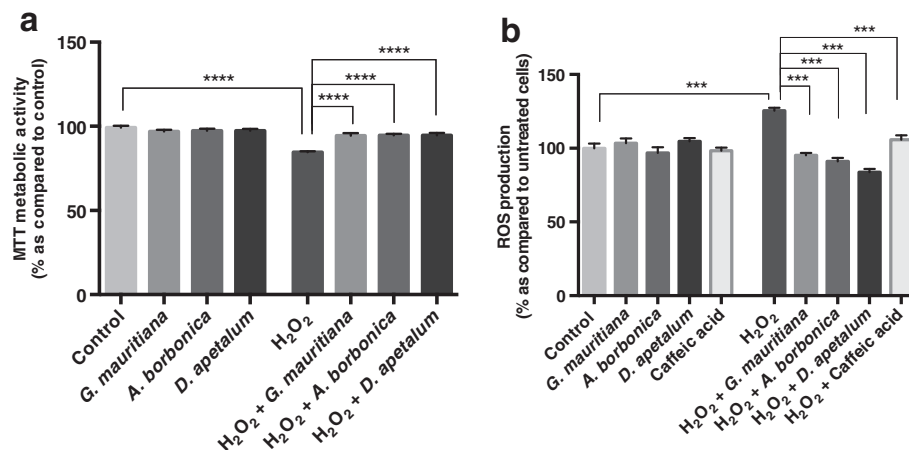 a
MTT metabolic activity
(% as compared to control)
150
100
50
0
****
****
****
****
Control
G. mauritiana
A. borbonica
D. apetalum
H₂O₂
H₂O₂ + G. mauritiana
H₂O₂ + A. borbonica
H₂O₂ + D. apetalum
b
ROS production
(% as compared to untreated cells)
150
100
50
0
***
***
***
***
***
Control
G. mauritiana
A. borbonica
D. apetalum
Caffeic acid
H₂O₂
H₂O₂ + G. mauritiana
H₂O₂ + A. borbonica
H₂O₂ + D. apetalum
H₂O₂ + Caffeic acid